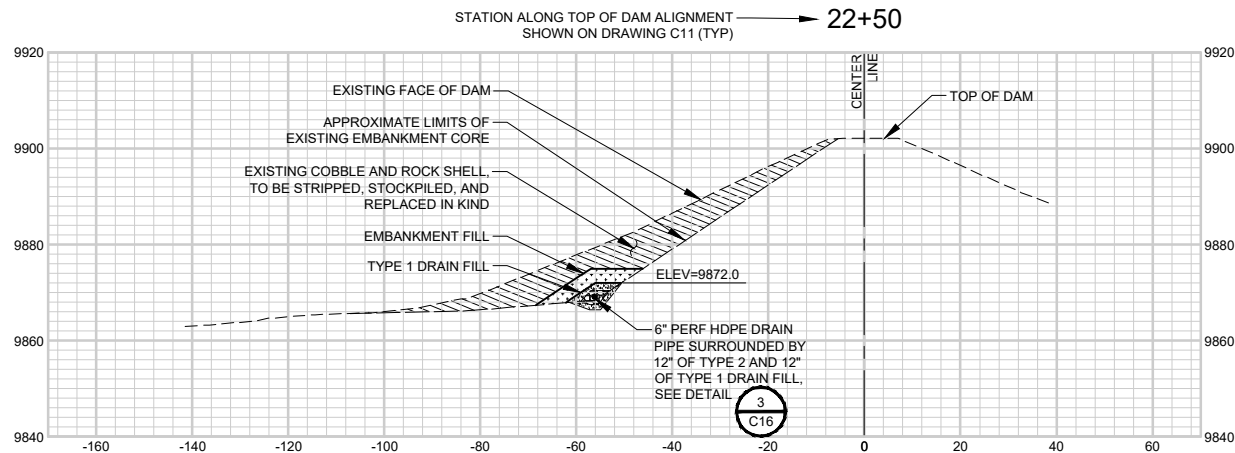 STATION ALONG TOP OF DAM ALIGNMENT
SHOWN ON DRAWING C11 (TYP)
22+50
9920
9920
CENTER
LINE
EXISTING FACE OF DAM
TOP OF DAM
APPROXIMATE LIMITS OF
EXISTING EMBANKMENT CORE
9900
9900
EXISTING COBBLE AND ROCK SHELL,
TO BE STRIPPED, STOCKPILED, AND
REPLACED IN KIND
EMBANKMENT FILL
9880
9880
TYPE 1 DRAIN FILL
ELEV=9872.0
6" PERF HDPE DRAIN
PIPE SURROUNDED BY
12" OF TYPE 2 AND 12"
OF TYPE 1 DRAIN FILL,
SEE DETAIL
9860
9860
3
C16
9840
9840
-160
-140
-120
-100
-80
-60
-40
-20
0
20
40
60